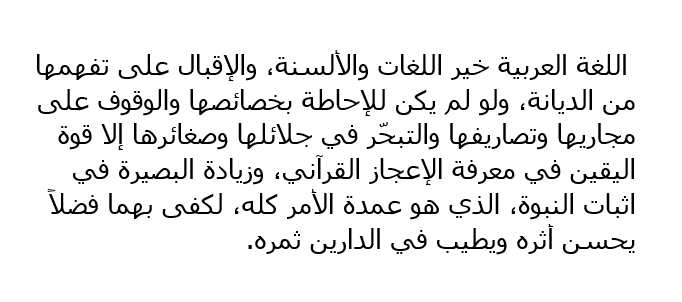 اللغة العربية خير اللغات والألسنة، والإقبال على تفهمها
من الديانة، ولو لم يكن للإحاطة بخصائصها والوقوف على
مجاريها وتصاريفها والتبحّر في جلائلها وصغائرها إلا قوة
اليقين في معرفة الإعجاز القرآني، وزيادة البصيرة في
اثبات النبوة، الذي هو عمدة الأمر كله، لكفى بهما فضلاً
يحسن أثره ويطيب في الدارين ثمره.